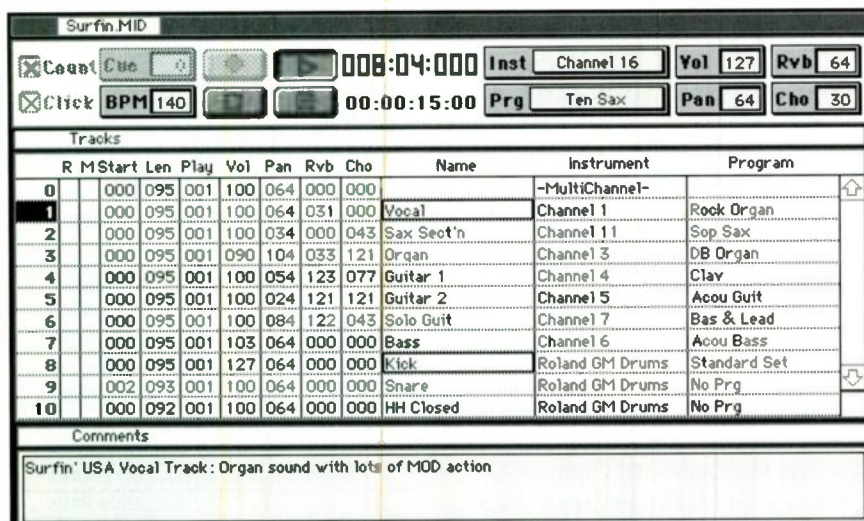 Surfin.MID
Count Cue 0 008:04:000 Inst Channel 16 Vol 127 Rvb 64
Click BPM 140 00:00:15:00 Prg Ten Sax Pan 64 Cho 30
Tracks
R M Start Len Play Vol Pan Rvb Cho Name Instrument Program
0 000 095 001 100 064 000 000 -MultiChannel-
1 000 095 001 100 064 031 000 Vocal Channel 1 Rock Organ
2 000 095 001 100 034 000 043 Sax Sect'n Channel 11 Sop Sax
3 000 095 001 090 104 033 121 Organ Channel 3 DB Organ
4 000 095 001 100 054 123 077 Guitar 1 Channel 4 Clav
5 000 095 001 100 024 121 121 Guitar 2 Channel 5 Acou Guit
6 000 095 001 100 084 122 043 Solo Guit Channel 7 Bas & Lead
7 000 095 001 103 064 000 000 Bass Channel 6 Acou Bass
8 000 095 001 127 064 000 000 Kick Roland GM Drums Standard Set
9 002 093 001 100 064 000 000 Snare Roland GM Drums No Prg
10 000 092 001 100 064 000 000 HH Closed Roland GM Drums No Prg
Comments
Surfin' USA Vocal Track: Organ sound with lots of MOD action